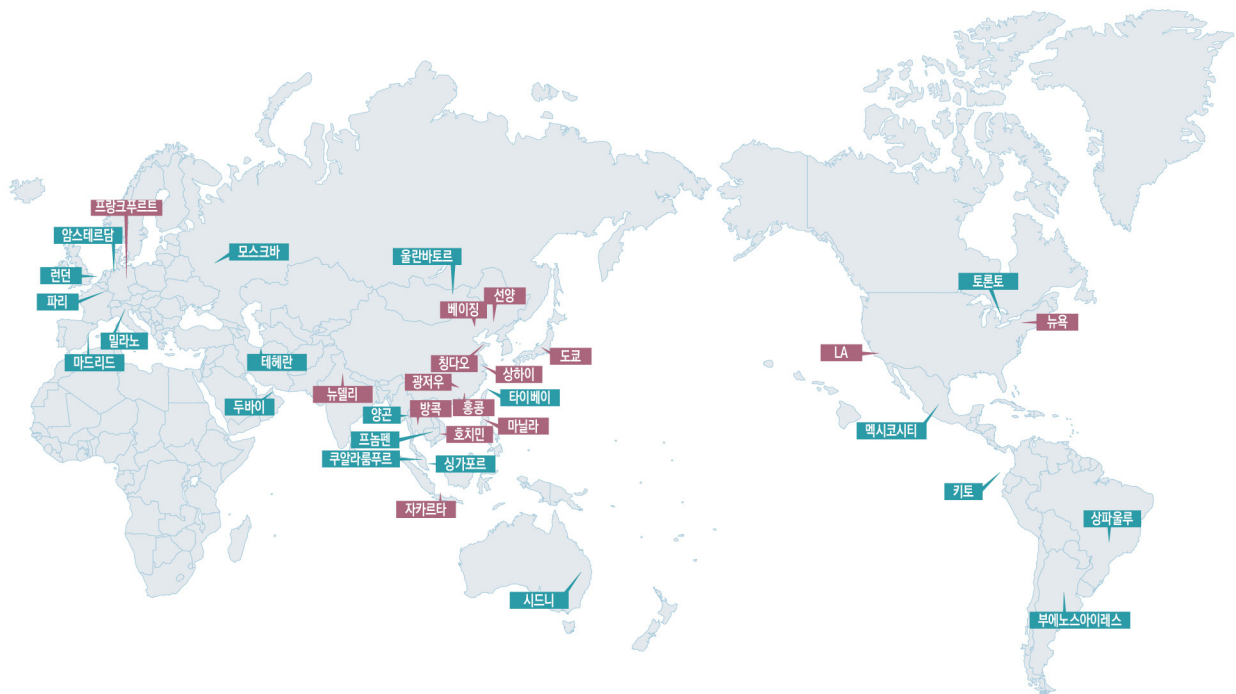 프랑크푸르트
암스테르담
모스크바
울란바토르
런던
토론토
선양
파리
베이징
뉴욕
밀라노
LA
도쿄
마드리드
테헤란
칭다오
상하이
광저우
뉴델리
타이베이
두바이
양곤
방콕
홍콩
마닐라
멕시코시티
프놈펜
호치민
쿠알라룸푸르
싱가포르
키토
자카르타
상파울루
시드니
부에노스아이레스